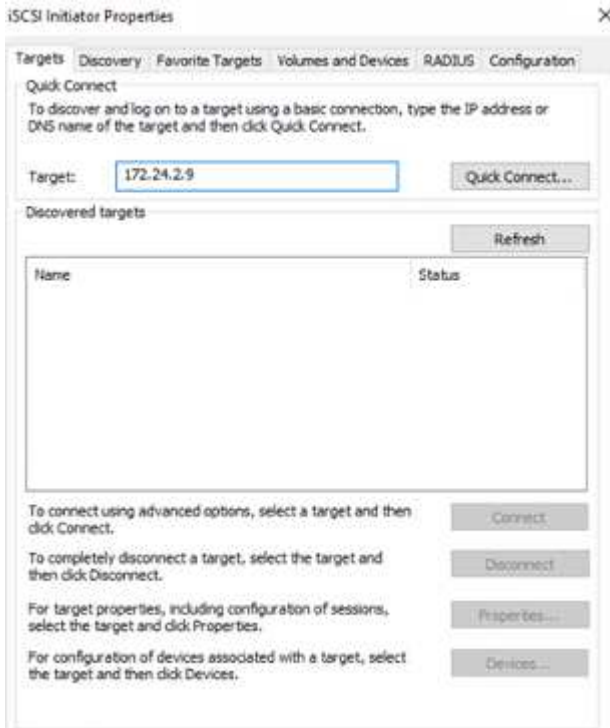 iSCSI Initiator Properties
Targets Discovery Favorite Targets Volumes and Devices RADIUS Configuration
Quick Connect
To discover and log on to a target using a basic connection, type the IP address or
DNS name of the target and then click Quick Connect.
Target: 172.24.2.9 Quick Connect...
Discovered targets
Refresh
Name Status
To connect using advanced options, select a target and then
click Connect.
Connect
To completely disconnect a target, select the target and
then click Disconnect.
Disconnect
For target properties, including configuration of sessions,
select the target and click Properties.
Properties...
For configuration of devices associated with a target, select
the target and then click Devices.
Devices...